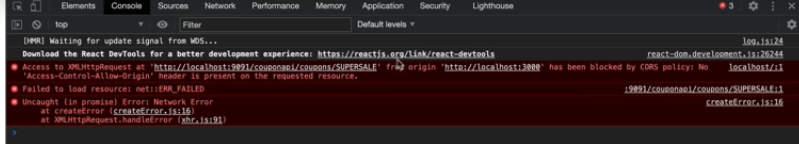 Elements Console Sources Network Performance Memory Application Security Lighthouse 3
top Filter Default levels
[HMR] Waiting for update signal from WDS... log.js:24
Download the React DevTools for a better development experience: https://reactjs.org/link/react-devtools react-dom.development.js:26244
Access to XMLHttpRequest at 'http://localhost:9091/couponapi/coupons/SUPERSALE' from origin 'http://localhost:3000' has been blocked by CORS policy: No localhost/:1
'Access-Control-Allow-Origin' header is present on the requested resource.
Failed to load resource: net::ERR_FAILED :9091/couponapi/coupons/SUPERSALE:1
Uncaught (in promise) Error: Network Error createError.js:16
at createError (createError.js:16)
at XMLHttpRequest.handleError (xhr.js:91)